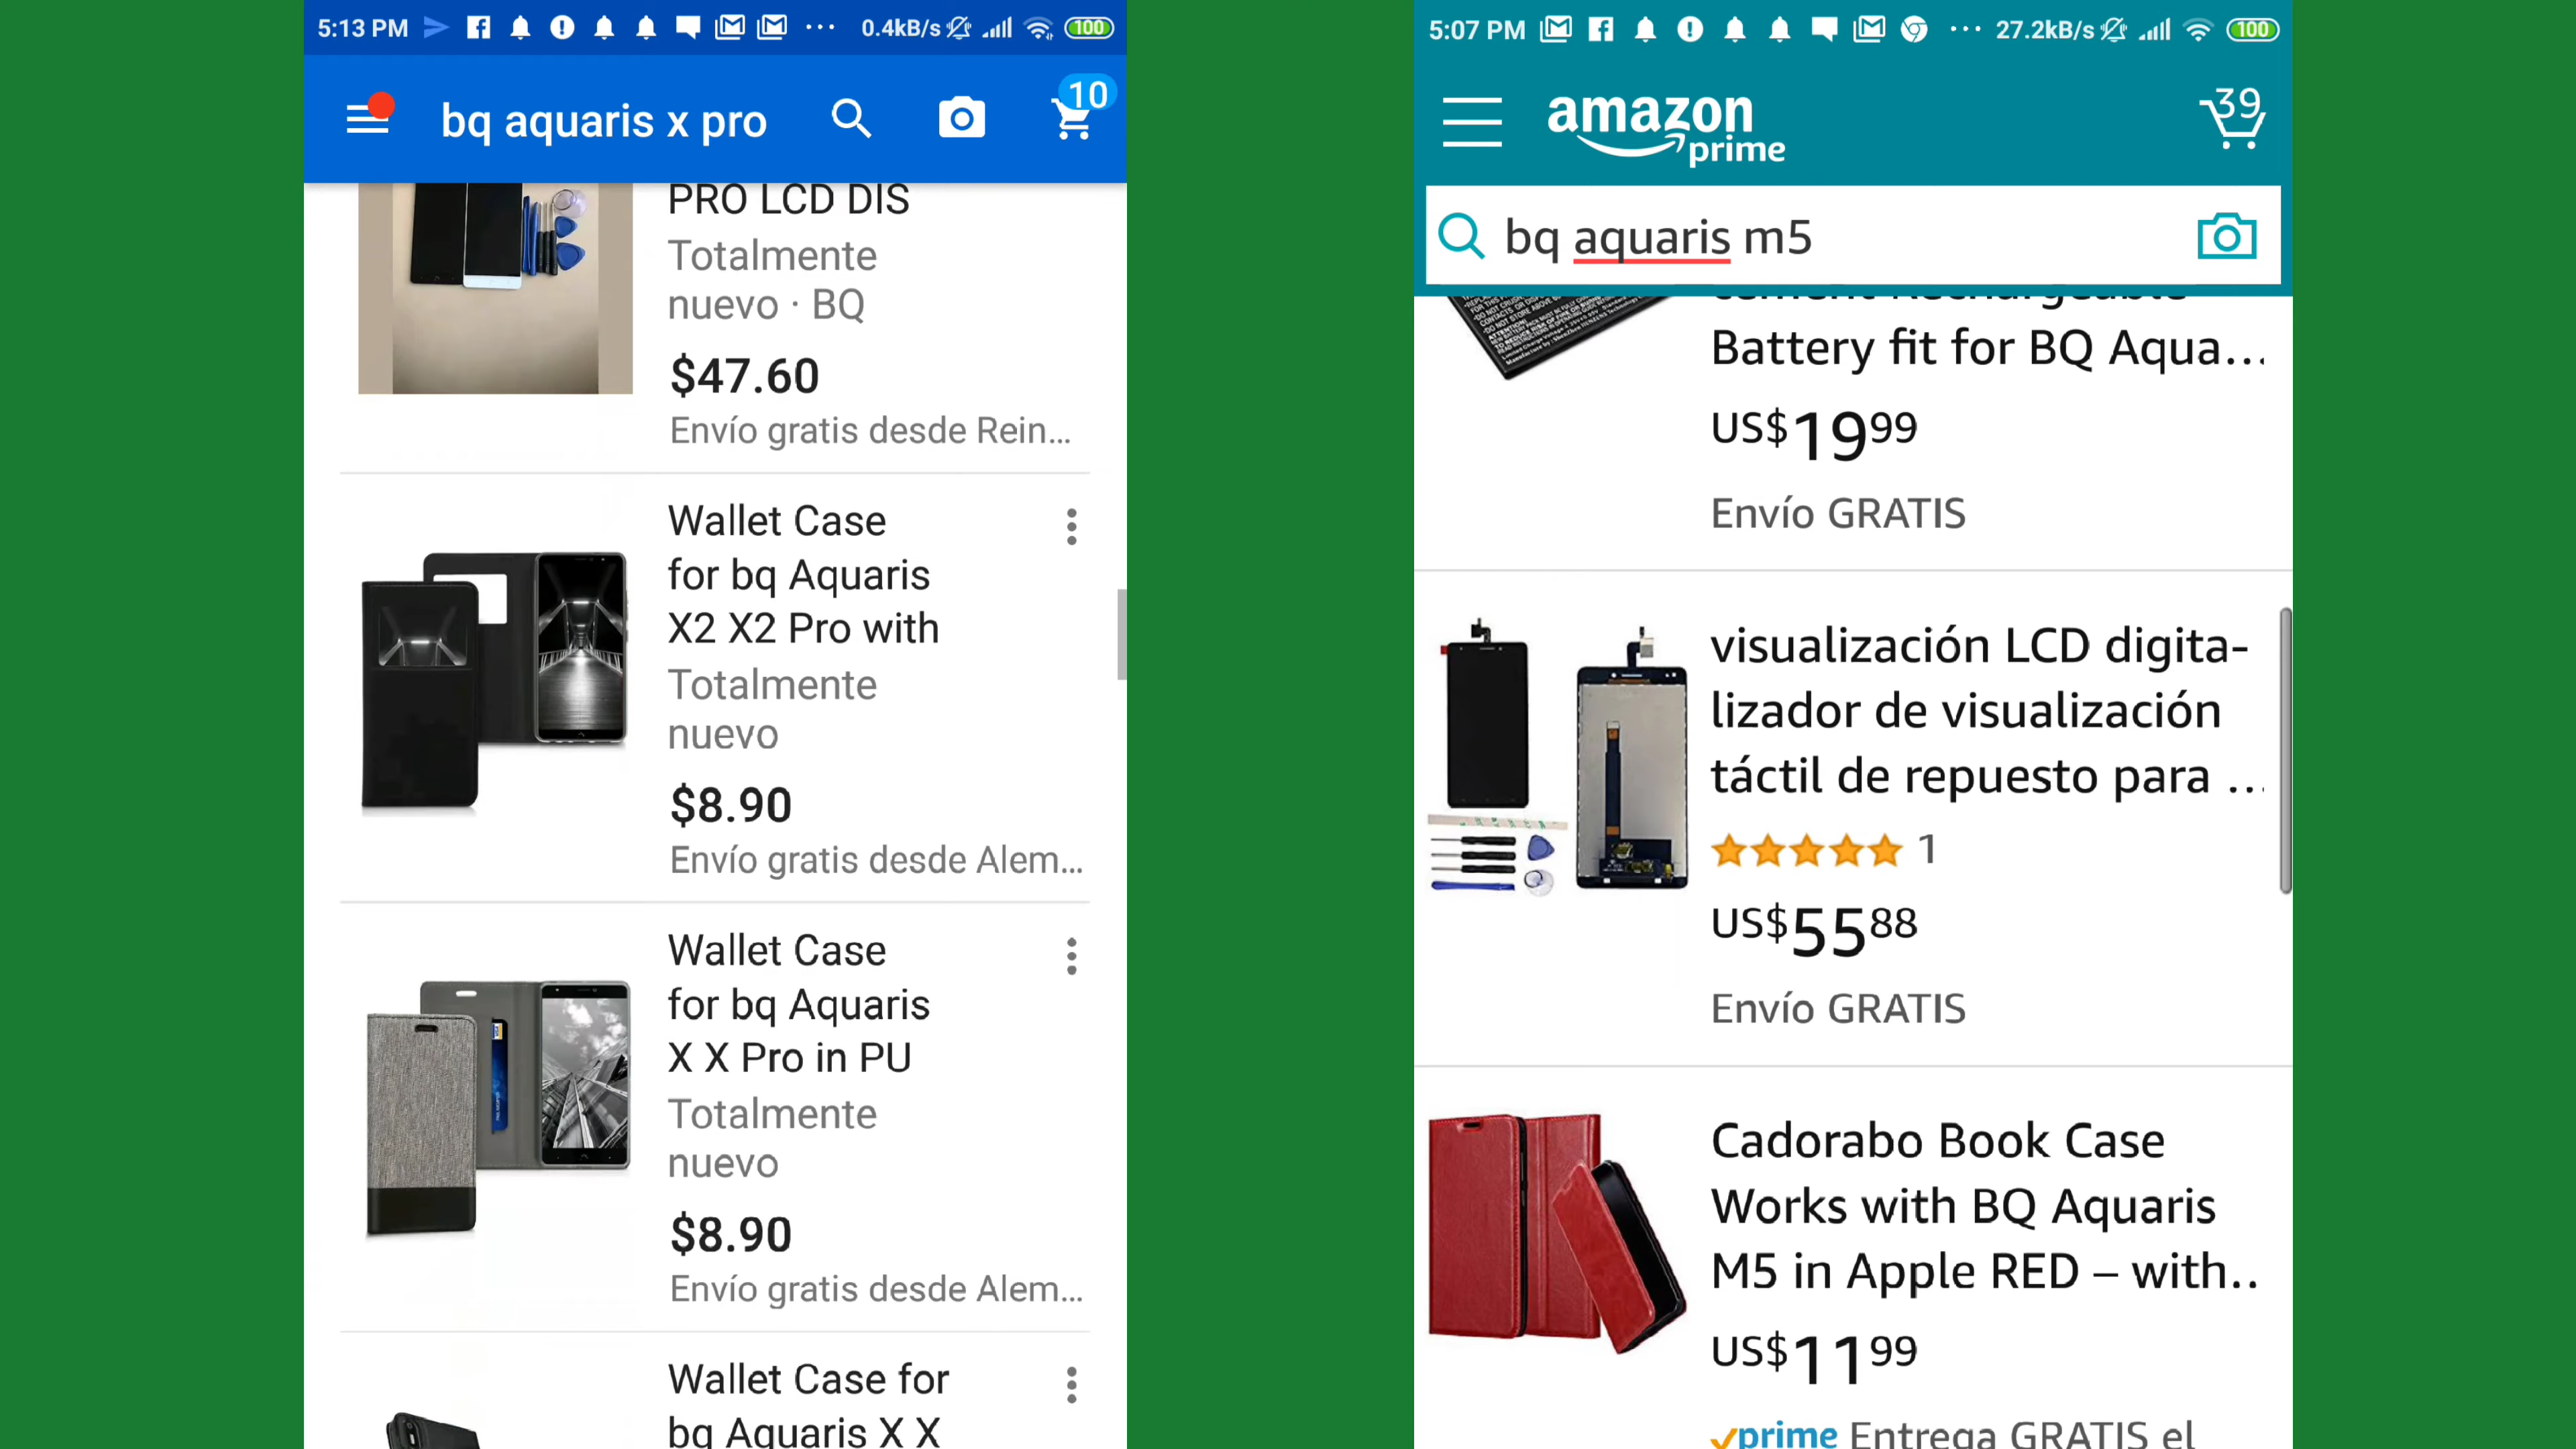 5:13 PM
0.4kB/s
100
bq aquaris x pro
10
PRO LCD DIS
Totalmente
nuevo · BQ
$47.60
Envío gratis desde Rein...
Wallet Case
for bq Aquaris
X2 X2 Pro with
Totalmente
nuevo
$8.90
Envío gratis desde Alem...
Wallet Case
for bq Aquaris
X X Pro in PU
Totalmente
nuevo
$8.90
Envío gratis desde Alem...
Wallet Case for
bq Aquaris X X
5:07 PM
27.2kB/s
100
amazon
prime
39
bq aquaris m5
Rechargeable
Battery fit for BQ Aqua...
US$1999
Envío GRATIS
visualización LCD digita-
lizador de visualización
táctil de repuesto para ...
1
US$5588
Envío GRATIS
Cadorabo Book Case
Works with BQ Aquaris
M5 in Apple RED – with..
US$1199
prime Entrega GRATIS el